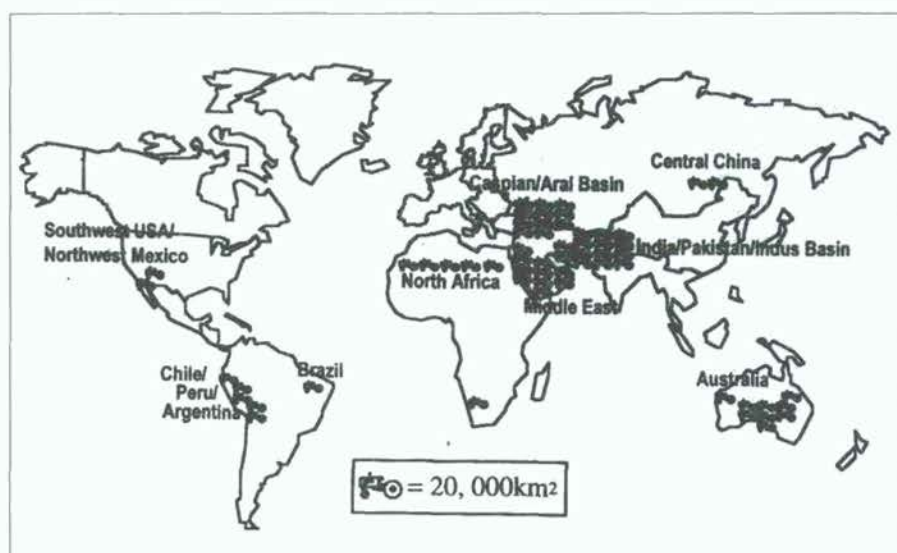 Central China
Caspian/Aral Basin
Southwest USA/
Northwest Mexico
India/Pakistan/Indus Basin
North Africa
Middle East
Chile/
Peru/
Argentina
Brazil
Australia
= 20, 000km²